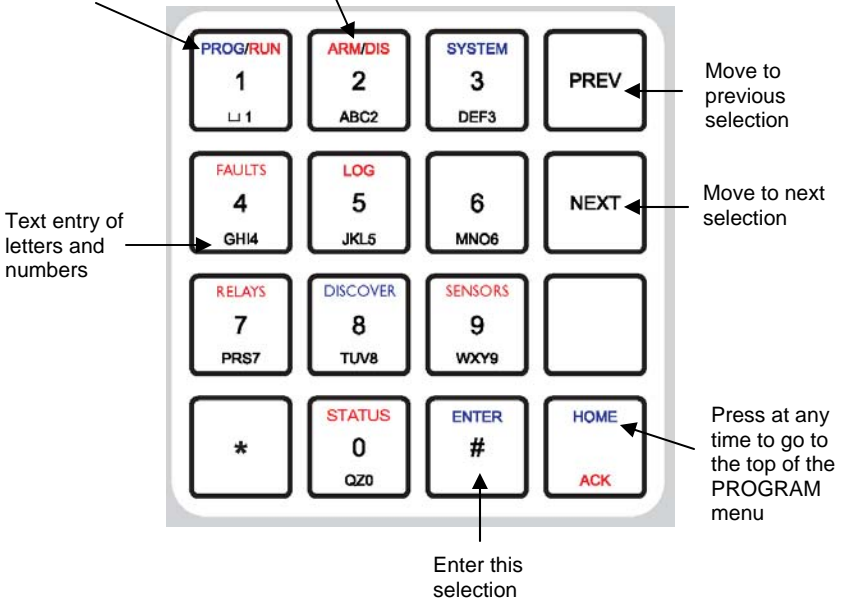 PROG/RUN
1
⌴ 1
ARM/DIS
2
ABC2
SYSTEM
3
DEF3
PREV
Move to
previous
selection
FAULTS
4
GHI4
LOG
5
JKL5
6
MNO6
NEXT
Move to next
selection
Text entry of
letters and
numbers
RELAYS
7
PRS7
DISCOVER
8
TUV8
SENSORS
9
WXY9
*
STATUS
0
QZ0
ENTER
#
HOME
ACK
Press at any
time to go to
the top of the
PROGRAM
menu
Enter this
selection